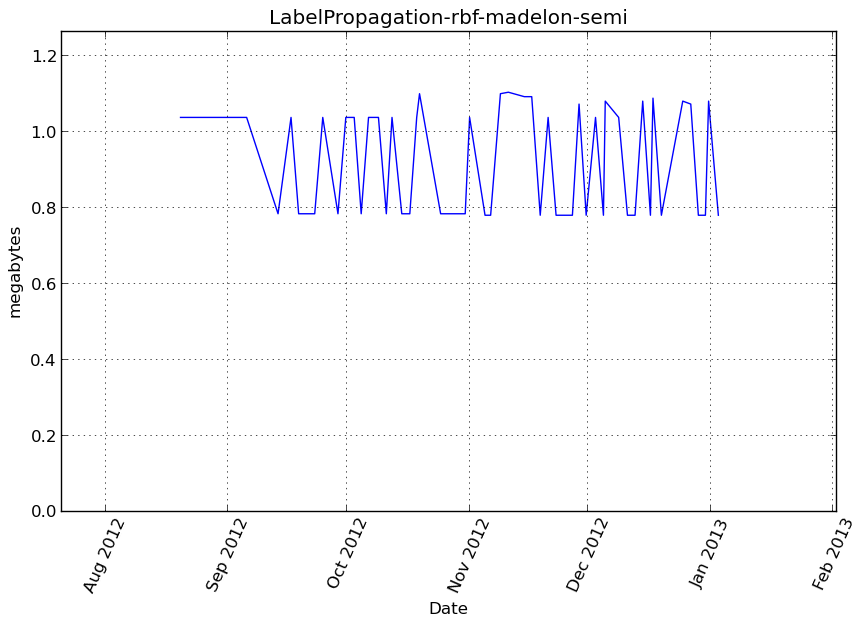 LabelPropagation-rbf-madelon-semi
1.2
1.0
0.8
0.6
0.4
0.2
0.0
megabytes
Aug 2012
Sep 2012
Oct 2012
Nov 2012
Dec 2012
Jan 2013
Feb 2013
Date